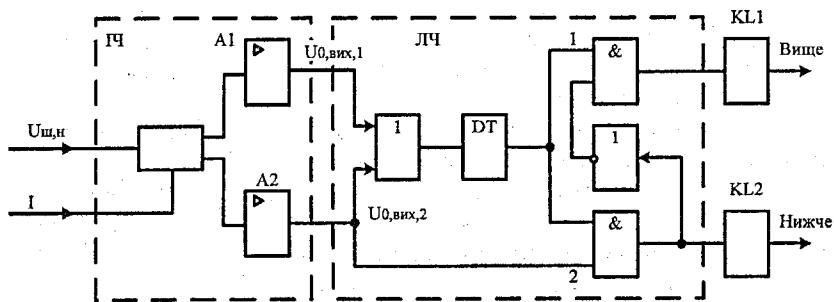 ІЧ
A1
U0,вих,1
ЛЧ
1
&
KL1
Вище
Uш,н
1
DT
1
I
A2
U0,вих,2
&
2
KL2
Нижче